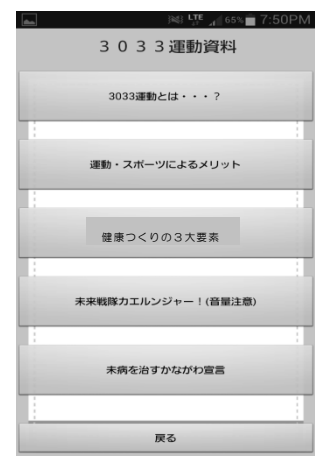 LTE 65% 7:50PM
3033運動資料
3033運動とは・・・?
運動・スポーツによるメリット
健康つくりの3大要素
未来戦隊カエルンジャー!(音量注意)
未病を治すかながわ宣言
戻る